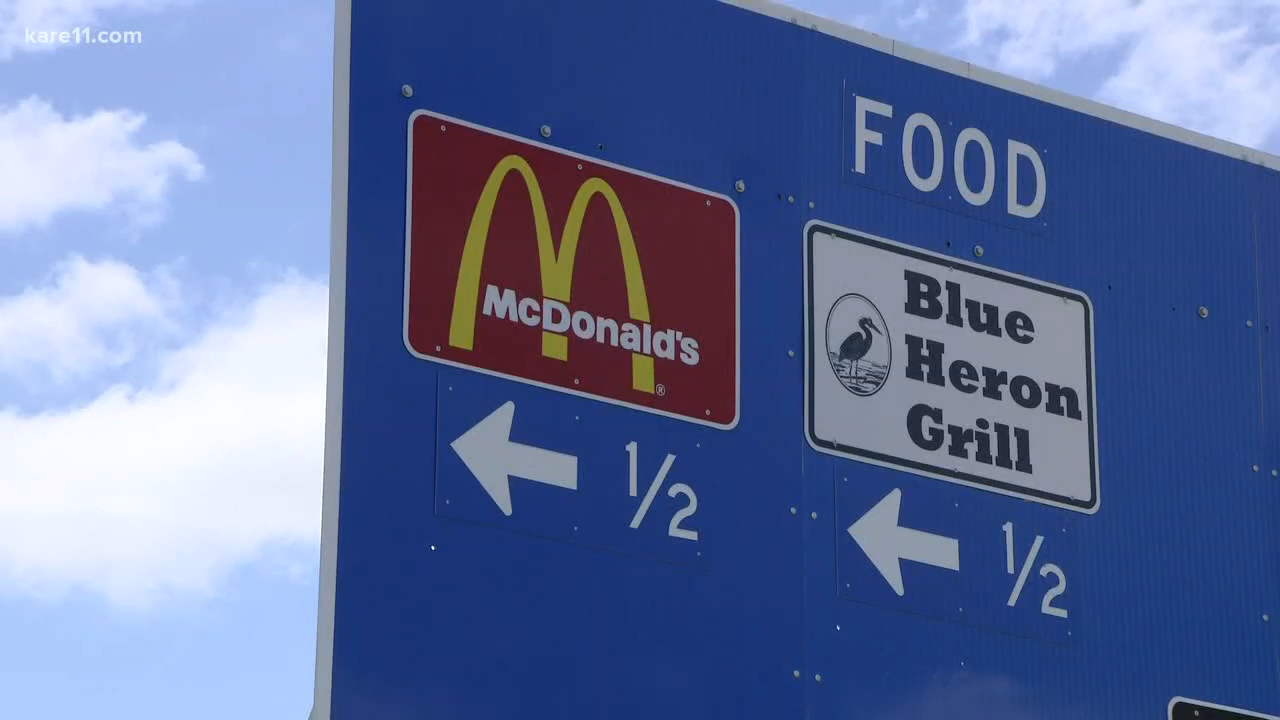 kare11.com
FOOD
McDonald's
®
Blue
Heron
Grill
1/2
1/2